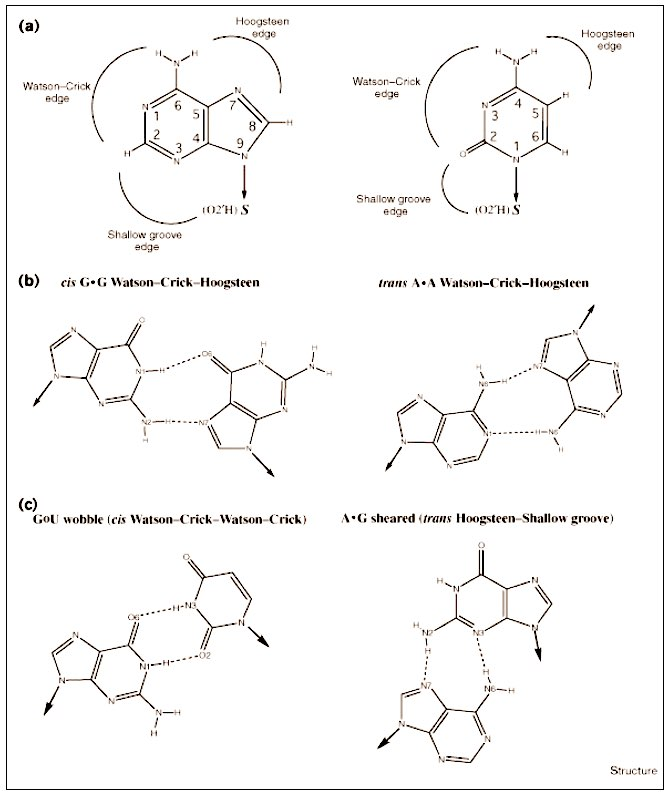 (a)
Hoogsteen
edge
Watson–Crick
edge
Shallow groove
edge
H H
N
N 6 N
1 5 7
2 4 8 H
H 3 9
N N
(O2′H) S
Hoogsteen
edge
Watson–Crick
edge
Shallow groove
edge
H H
N
4 H
N 3 5
2 1 6
O N H
(O2′H) S
(b)
cis G•G Watson–Crick–Hoogsteen
O
N
N1 H O6
N N
N2 H N7
H
H
N H
N
H
N
N
trans A•A Watson–Crick–Hoogsteen
H
N6 H N7
N
N
N N1 H N6
N H
N
N
(c)
GoU wobble (cis Watson–Crick–Watson–Crick)
O
O6 H N3
N
N N1 H O2
N
N H
H
A•G sheared (trans Hoogsteen–Shallow groove)
O
H N N
H N2 N3 N
H H
N7 N6 H
N N
N
Structure